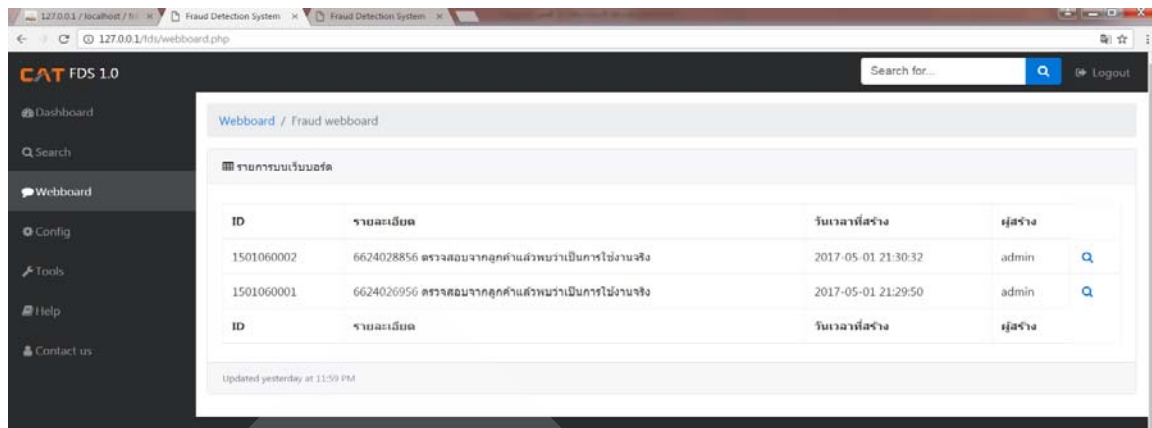 127.0.0.1 / localhost / fd
Fraud Detection System
Fraud Detection System
127.0.0.1/fds/webboard.php
CAT FDS 1.0
Search for...
Logout
Dashboard
Search
Webboard
Config
Tools
Help
Contact us
Webboard / Fraud webboard
รายการบนเว็บบอร์ด
ID รายละเอียด วันเวลาที่สร้าง ผู้สร้าง
1501060002 6624028856 ตรวจสอบจากลูกค้าแล้วพบว่าเป็นการใช้งานจริง 2017-05-01 21:30:32 admin
1501060001 6624026956 ตรวจสอบจากลูกค้าแล้วพบว่าเป็นการใช้งานจริง 2017-05-01 21:29:50 admin
ID รายละเอียด วันเวลาที่สร้าง ผู้สร้าง
Updated yesterday at 11:59 PM